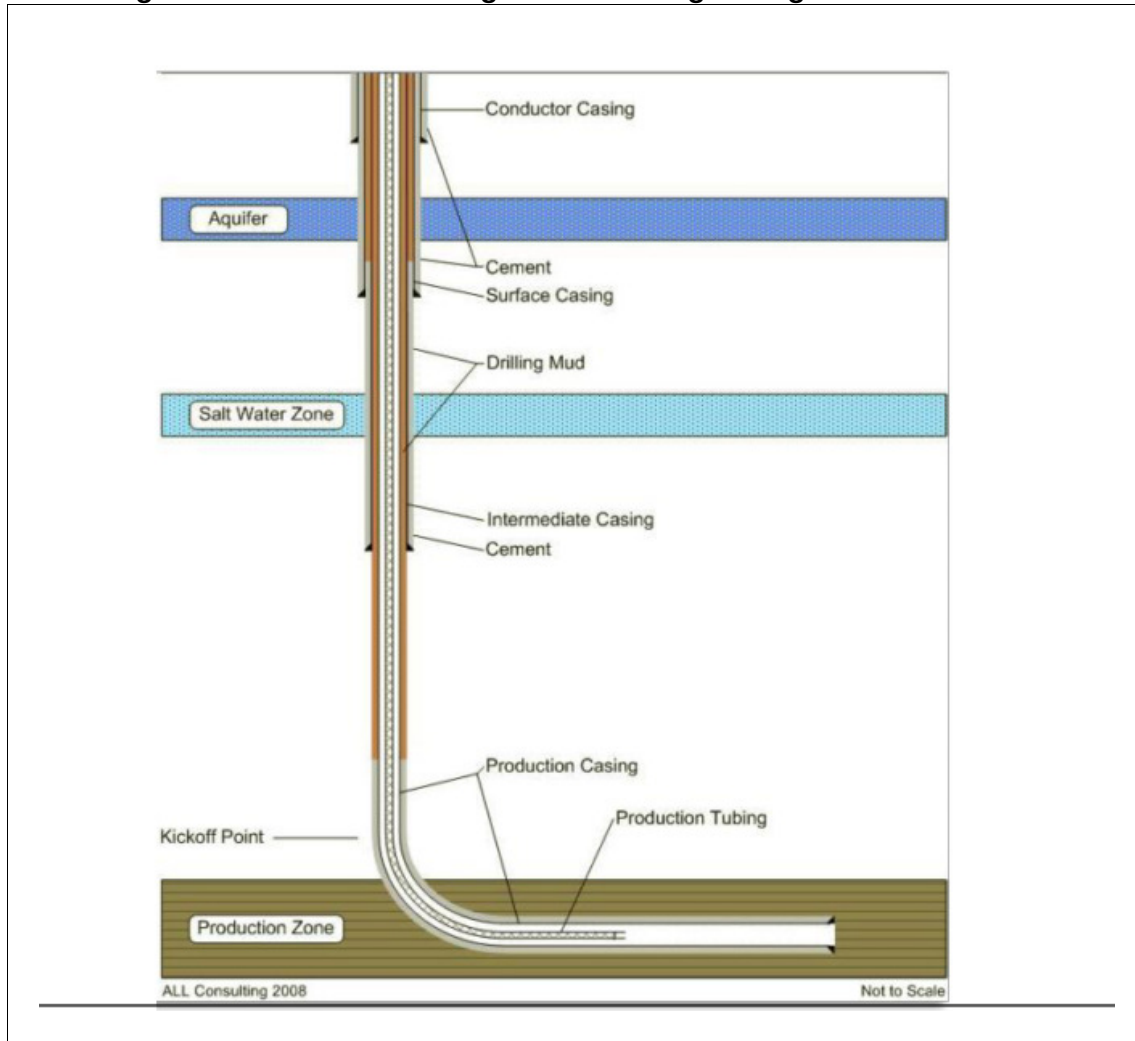 Conductor Casing
Aquifer
Cement
Surface Casing
Drilling Mud
Salt Water Zone
Intermediate Casing
Cement
Production Casing
Production Tubing
Kickoff Point
Production Zone
ALL Consulting 2008
Not to Scale